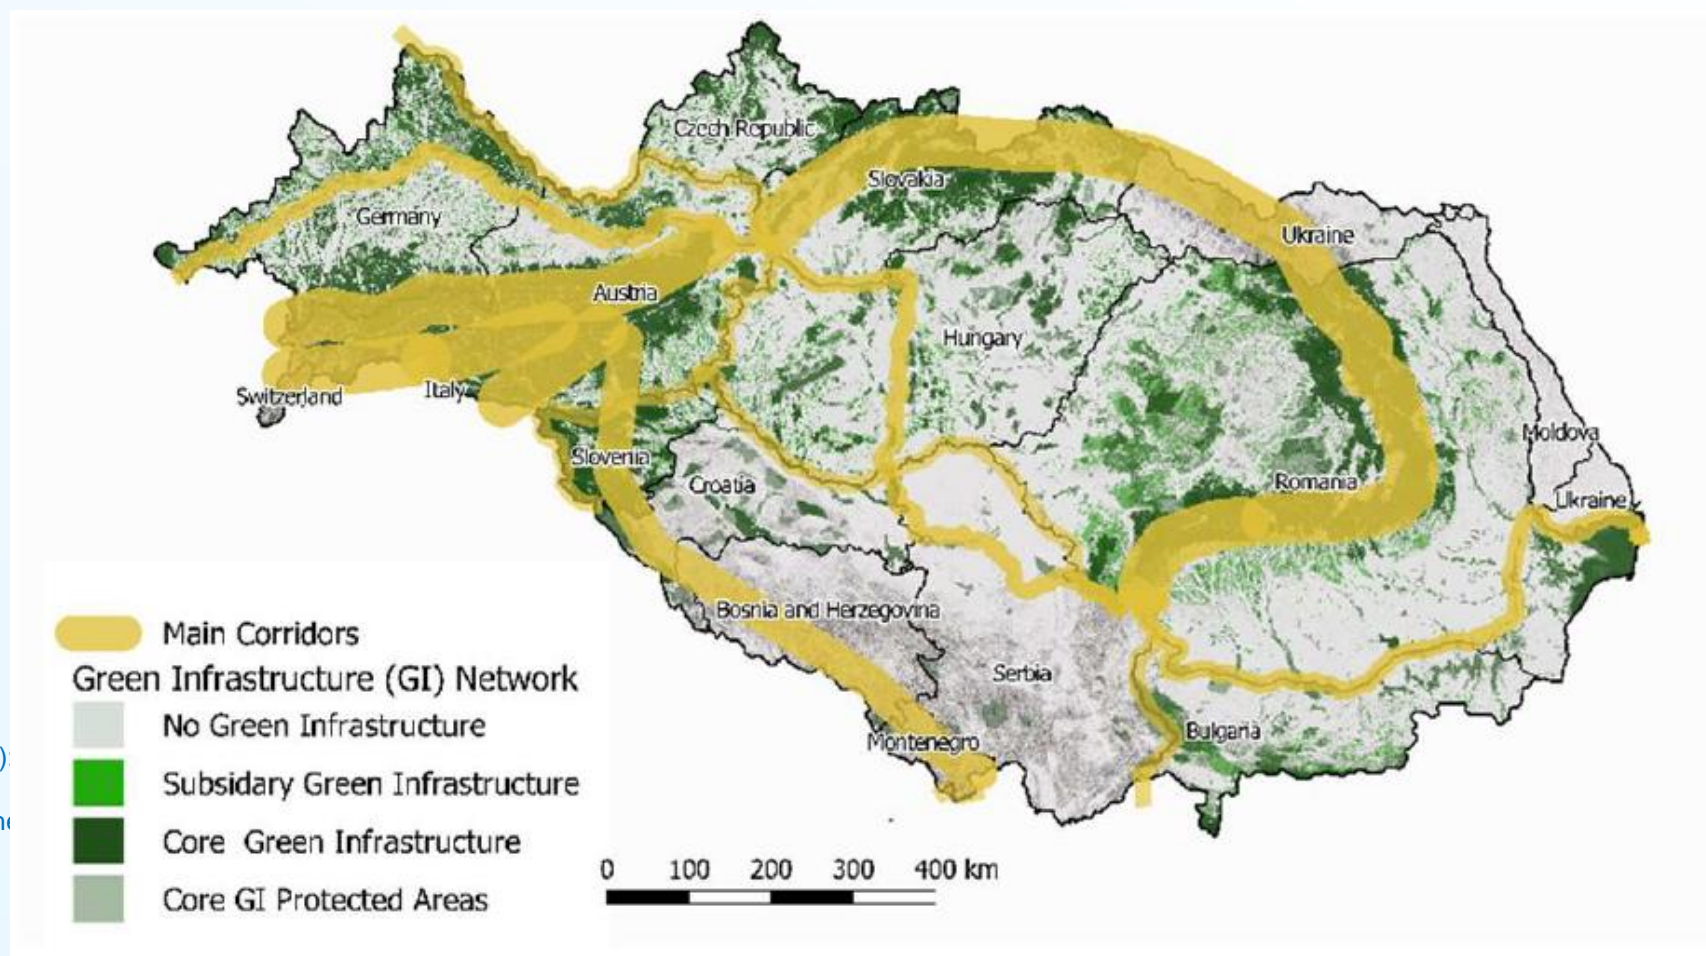 Czech Republic
Slovakia
Germany
Ukraine
Austria
Hungary
Switzerland
Italy
Moldova
Slovenia
Croatia
Romania
Ukraine
Bosnia and Herzegovina
Serbia
Montenegro
Bulgaria
Main Corridors
Green Infrastructure (GI) Network
No Green Infrastructure
Subsidary Green Infrastructure
Core Green Infrastructure
Core GI Protected Areas
0 100 200 300 400 km